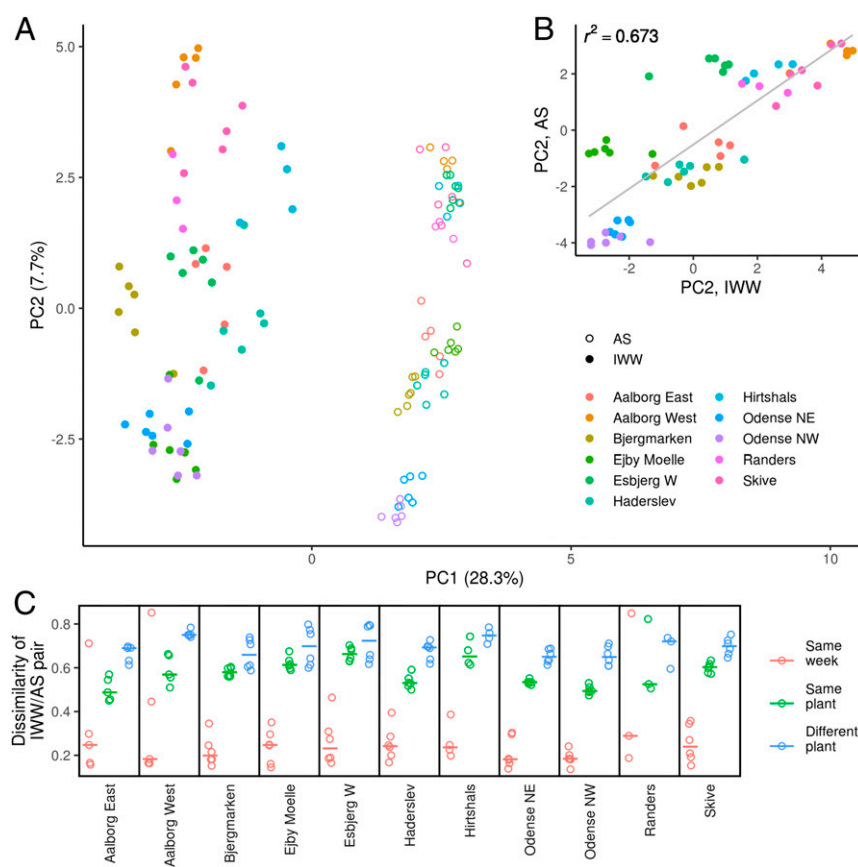 A
B
5.0
2.5
0.0
-2.5
PC2 (7.7%)
0
5
10
PC1 (28.3%)
r² = 0.673
2
0
-2
-4
PC2, AS
-2
0
2
4
PC2, IWW
AS
IWW
Aalborg East
Aalborg West
Bjergmarken
Ejby Moelle
Esbjerg W
Haderslev
Hirtshals
Odense NE
Odense NW
Randers
Skive
C
Dissimilarity of
IWW/AS pair
0.8
0.6
0.4
0.2
Aalborg East
Aalborg West
Bjergmarken
Ejby Moelle
Esbjerg W
Haderslev
Hirtshals
Odense NE
Odense NW
Randers
Skive
Same
week
Same
plant
Different
plant